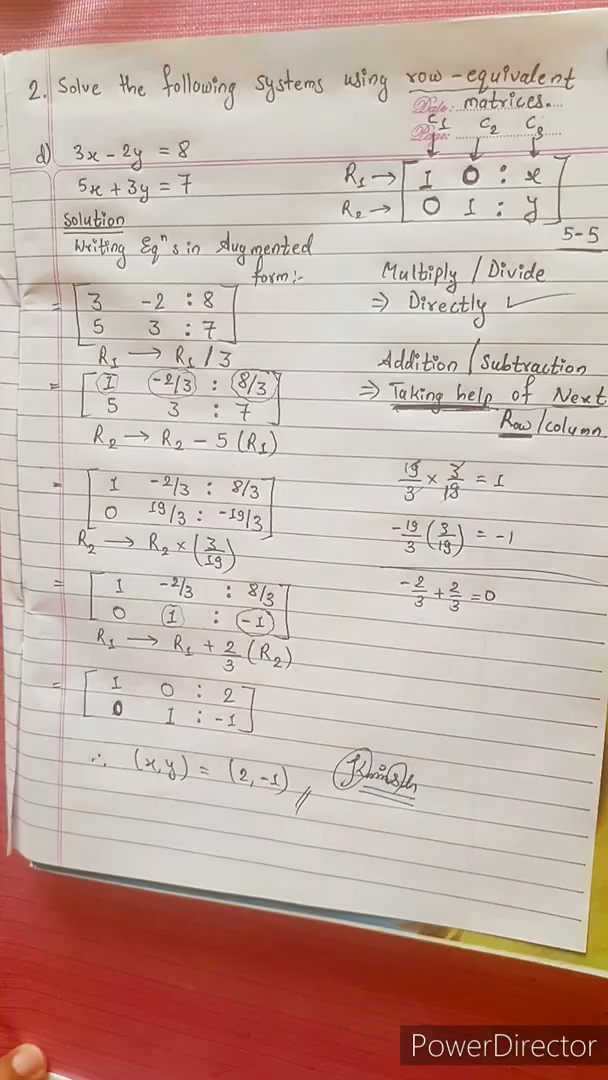 2. Solve the following systems using row-equivalent
matrices.
Date:
Page:
C1 C2 C3
d) 3x - 2y = 8
5x + 3y = 7
R1 → [ 1 0 : x ]
R2 → [ 0 1 : y ]
5-5
Solution
Writing Eqⁿs in Augmented
form:-
= [ 3 -2 : 8 ]
[ 5 3 : 7 ]
R1 → R1 / 3
= [ 1 -2/3 : 8/3 ]
[ 5 3 : 7 ]
R2 → R2 - 5 (R1)
= [ 1 -2/3 : 8/3 ]
[ 0 19/3 : -19/3 ]
R2 → R2 × (3/19)
= [ 1 -2/3 : 8/3 ]
[ 0 1 : -1 ]
R1 → R1 + 2/3 (R2)
= [ 1 0 : 2 ]
[ 0 1 : -1 ]
∴ (x,y) = (2, -1) //
Multiply / Divide
⇒ Directly ✓
Addition / Subtraction
⇒ Taking help of Next
Row/column
19/3 × 3/19 = 1
-19/3 (3/19) = -1
-2/3 + 2/3 = 0
PowerDirector